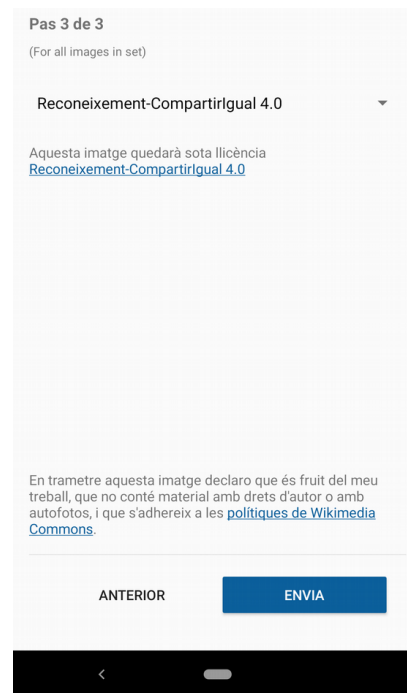 Pas 3 de 3
(For all images in set)
Reconeixement-CompartirIgual 4.0
Aquesta imatge quedarà sota llicència
Reconeixement-CompartirIgual 4.0
En trametre aquesta imatge declaro que és fruit del meu
treball, que no conté material amb drets d'autor o amb
autofotos, i que s'adhereix a les polítiques de Wikimedia
Commons.
ANTERIOR
ENVIA